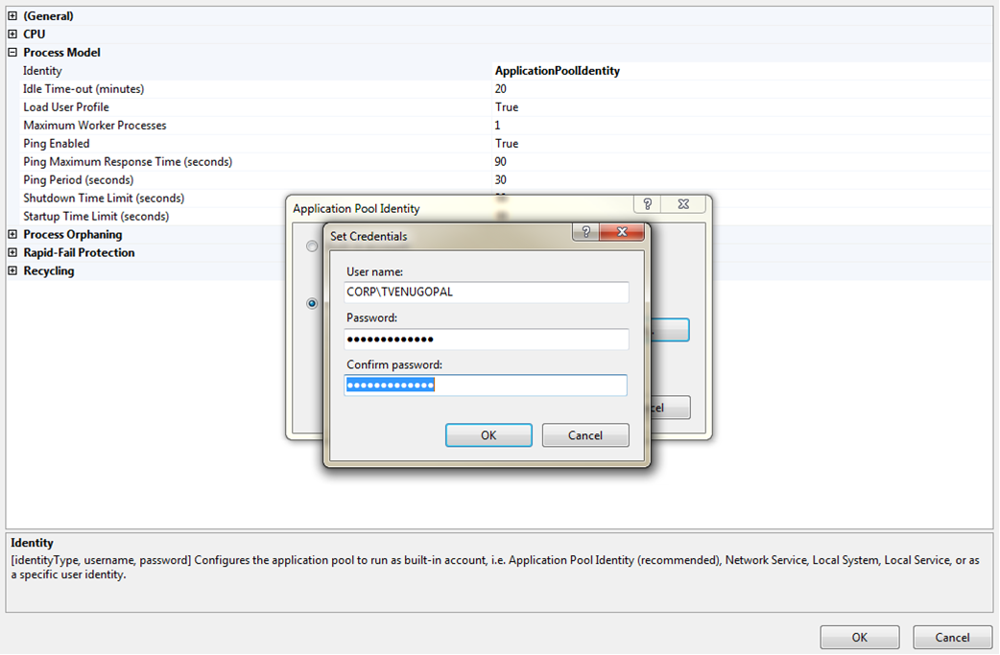 (General)
CPU
Process Model
Identity ApplicationPoolIdentity
Idle Time-out (minutes) 20
Load User Profile True
Maximum Worker Processes 1
Ping Enabled True
Ping Maximum Response Time (seconds) 90
Ping Period (seconds) 30
Shutdown Time Limit (seconds)
Startup Time Limit (seconds)
Process Orphaning
Rapid-Fail Protection
Recycling
Application Pool Identity
Set Credentials
User name:
CORP\TVENUGOPAL
Password:
●●●●●●●●●●●●●
Confirm password:
●●●●●●●●●●●●●
OK Cancel
Identity
[identityType, username, password] Configures the application pool to run as built-in account, i.e. Application Pool Identity (recommended), Network Service, Local System, Local Service, or as
a specific user identity.
OK Cancel